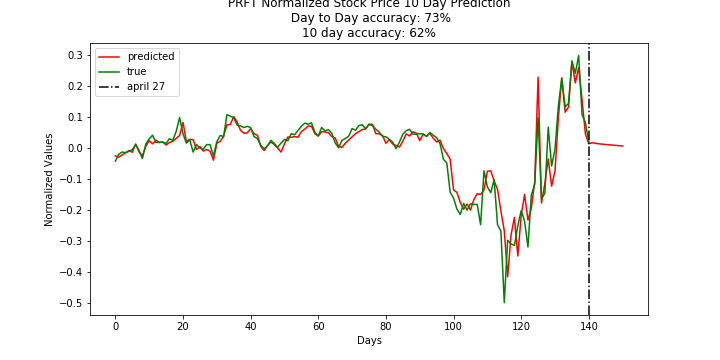 PRFT Normalized Stock Price 10 Day Prediction
Day to Day accuracy: 73%
10 day accuracy: 62%
predicted
true
april 27
Normalized Values
0.3
0.2
0.1
0.0
−0.1
−0.2
−0.3
−0.4
−0.5
0 20 40 60 80 100 120 140
Days